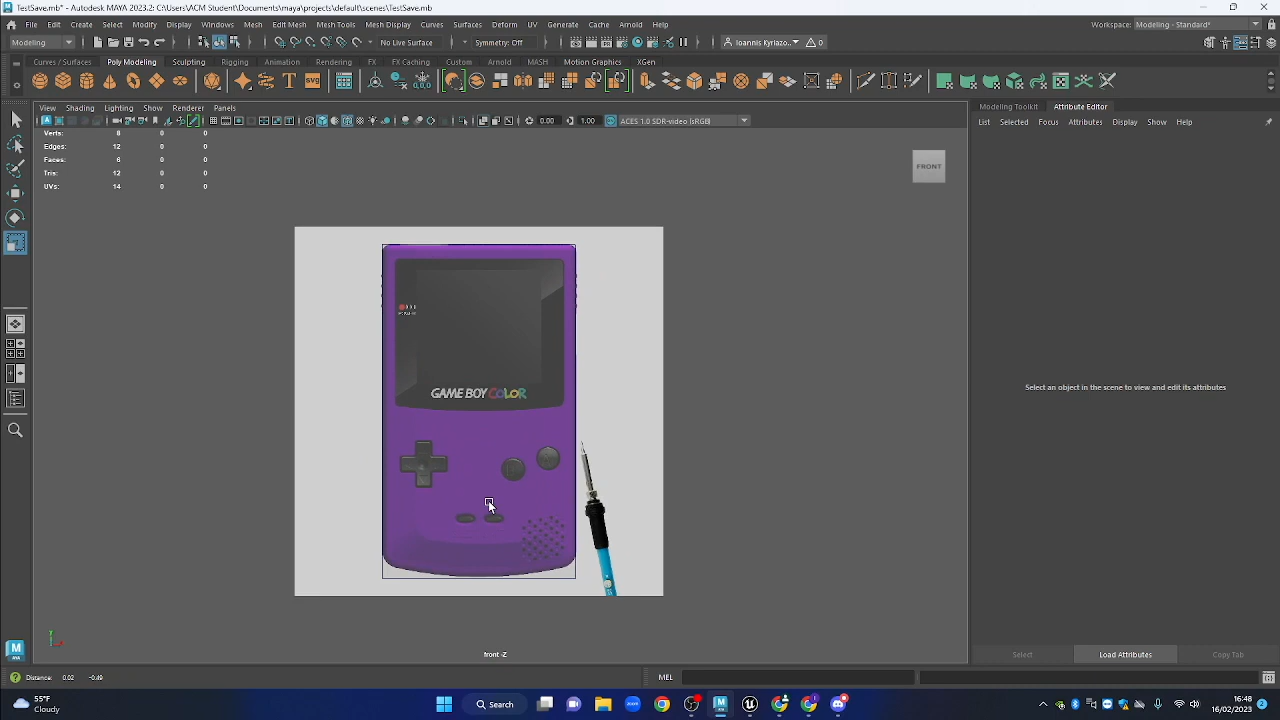 TestSave.mb* - Autodesk MAYA 2023.2: C:\Users\ACM Student\Documents\maya\projects\default\scenes\TestSave.mb
File Edit Create Select Modify Display Windows Mesh Edit Mesh Mesh Tools Mesh Display Curves Surfaces Deform UV Generate Cache Arnold Help
Workspace: Modeling - Standard*
Modeling
No Live Surface
Symmetry: Off
Ioannis Kyriazo..
0
Curves / Surfaces Poly Modeling Sculpting Rigging Animation Rendering FX FX Caching Custom Arnold MASH Motion Graphics XGen
View Shading Lighting Show Renderer Panels
0.00 1.00 ACES 1.0 SDR-video (sRGB)
Modeling Toolkit Attribute Editor
List Selected Focus Attributes Display Show Help
Verts: 8 0 0
Edges: 12 0 0
Faces: 6 0 0
Tris: 12 0 0
UVs: 14 0 0
FRONT
GAME BOY COLOR
Select an object in the scene to view and edit its attributes
front -Z
Select Load Attributes Copy Tab
Distance: 0.02 -0.49
MEL
55°F
Cloudy
Search
16:48
16/02/2023